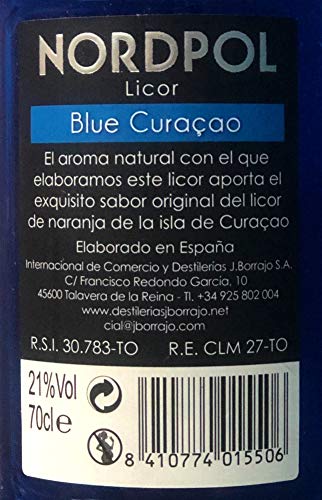 NORDPOL
Licor
Blue Curaçao
El aroma natural con el que
elaboramos este licor aporta el
exquisito sabor original del licor
de naranja de la isla de Curaçao
Elaborado en España
Internacional de Comercio y Destilerías J.Borrajo S.A.
C/ Francisco Redondo García, 10
45600 Talavera de la Reina - Tl. +34 925 802 004
www.destileriasjborrajo.net
cial@jborrajo.com
R.S.I. 30.783-TO R.E. CLM 27-TO
21%Vol
70cl e
8 410774 015506